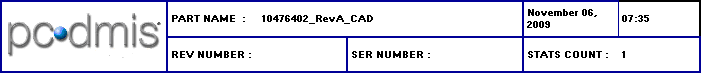 pc dmis
PART NAME : 10476402_RevA_CAD
November 06, 2009
07:35
REV NUMBER :
SER NUMBER :
STATS COUNT : 1